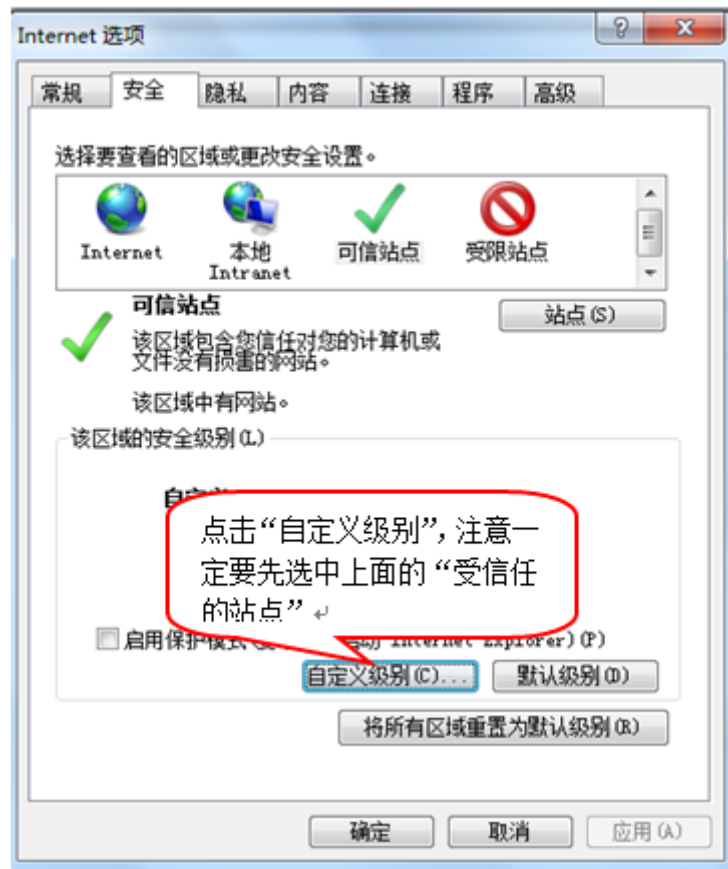 Internet 选项
常规 安全 隐私 内容 连接 程序 高级
选择要查看的区域或更改安全设置。
Internet 本地 Intranet 可信站点 受限站点
可信站点
站点(S)
该区域包含您信任对您的计算机或
文件没有损害的网站。
该区域中有网站。
该区域的安全级别(L)
点击“自定义级别”，注意一
定要先选中上面的“受信任
的站点”
启用保护模式 Internet Explorer)(P)
自定义级别(C)... 默认级别(D)
将所有区域重置为默认级别(R)
确定 取消 应用(A)